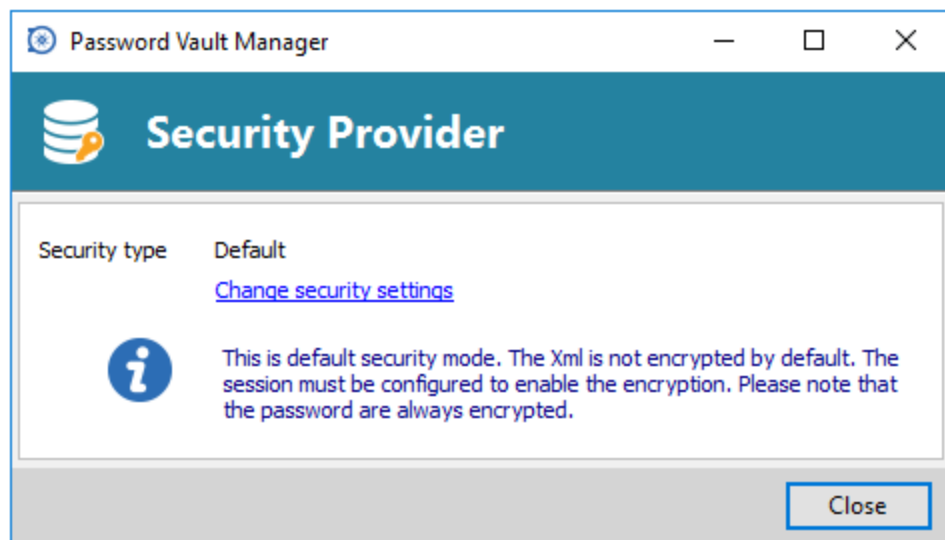 Password Vault Manager
Security Provider
Security type Default
Change security settings
This is default security mode. The Xml is not encrypted by default. The
session must be configured to enable the encryption. Please note that
the password are always encrypted.
Close